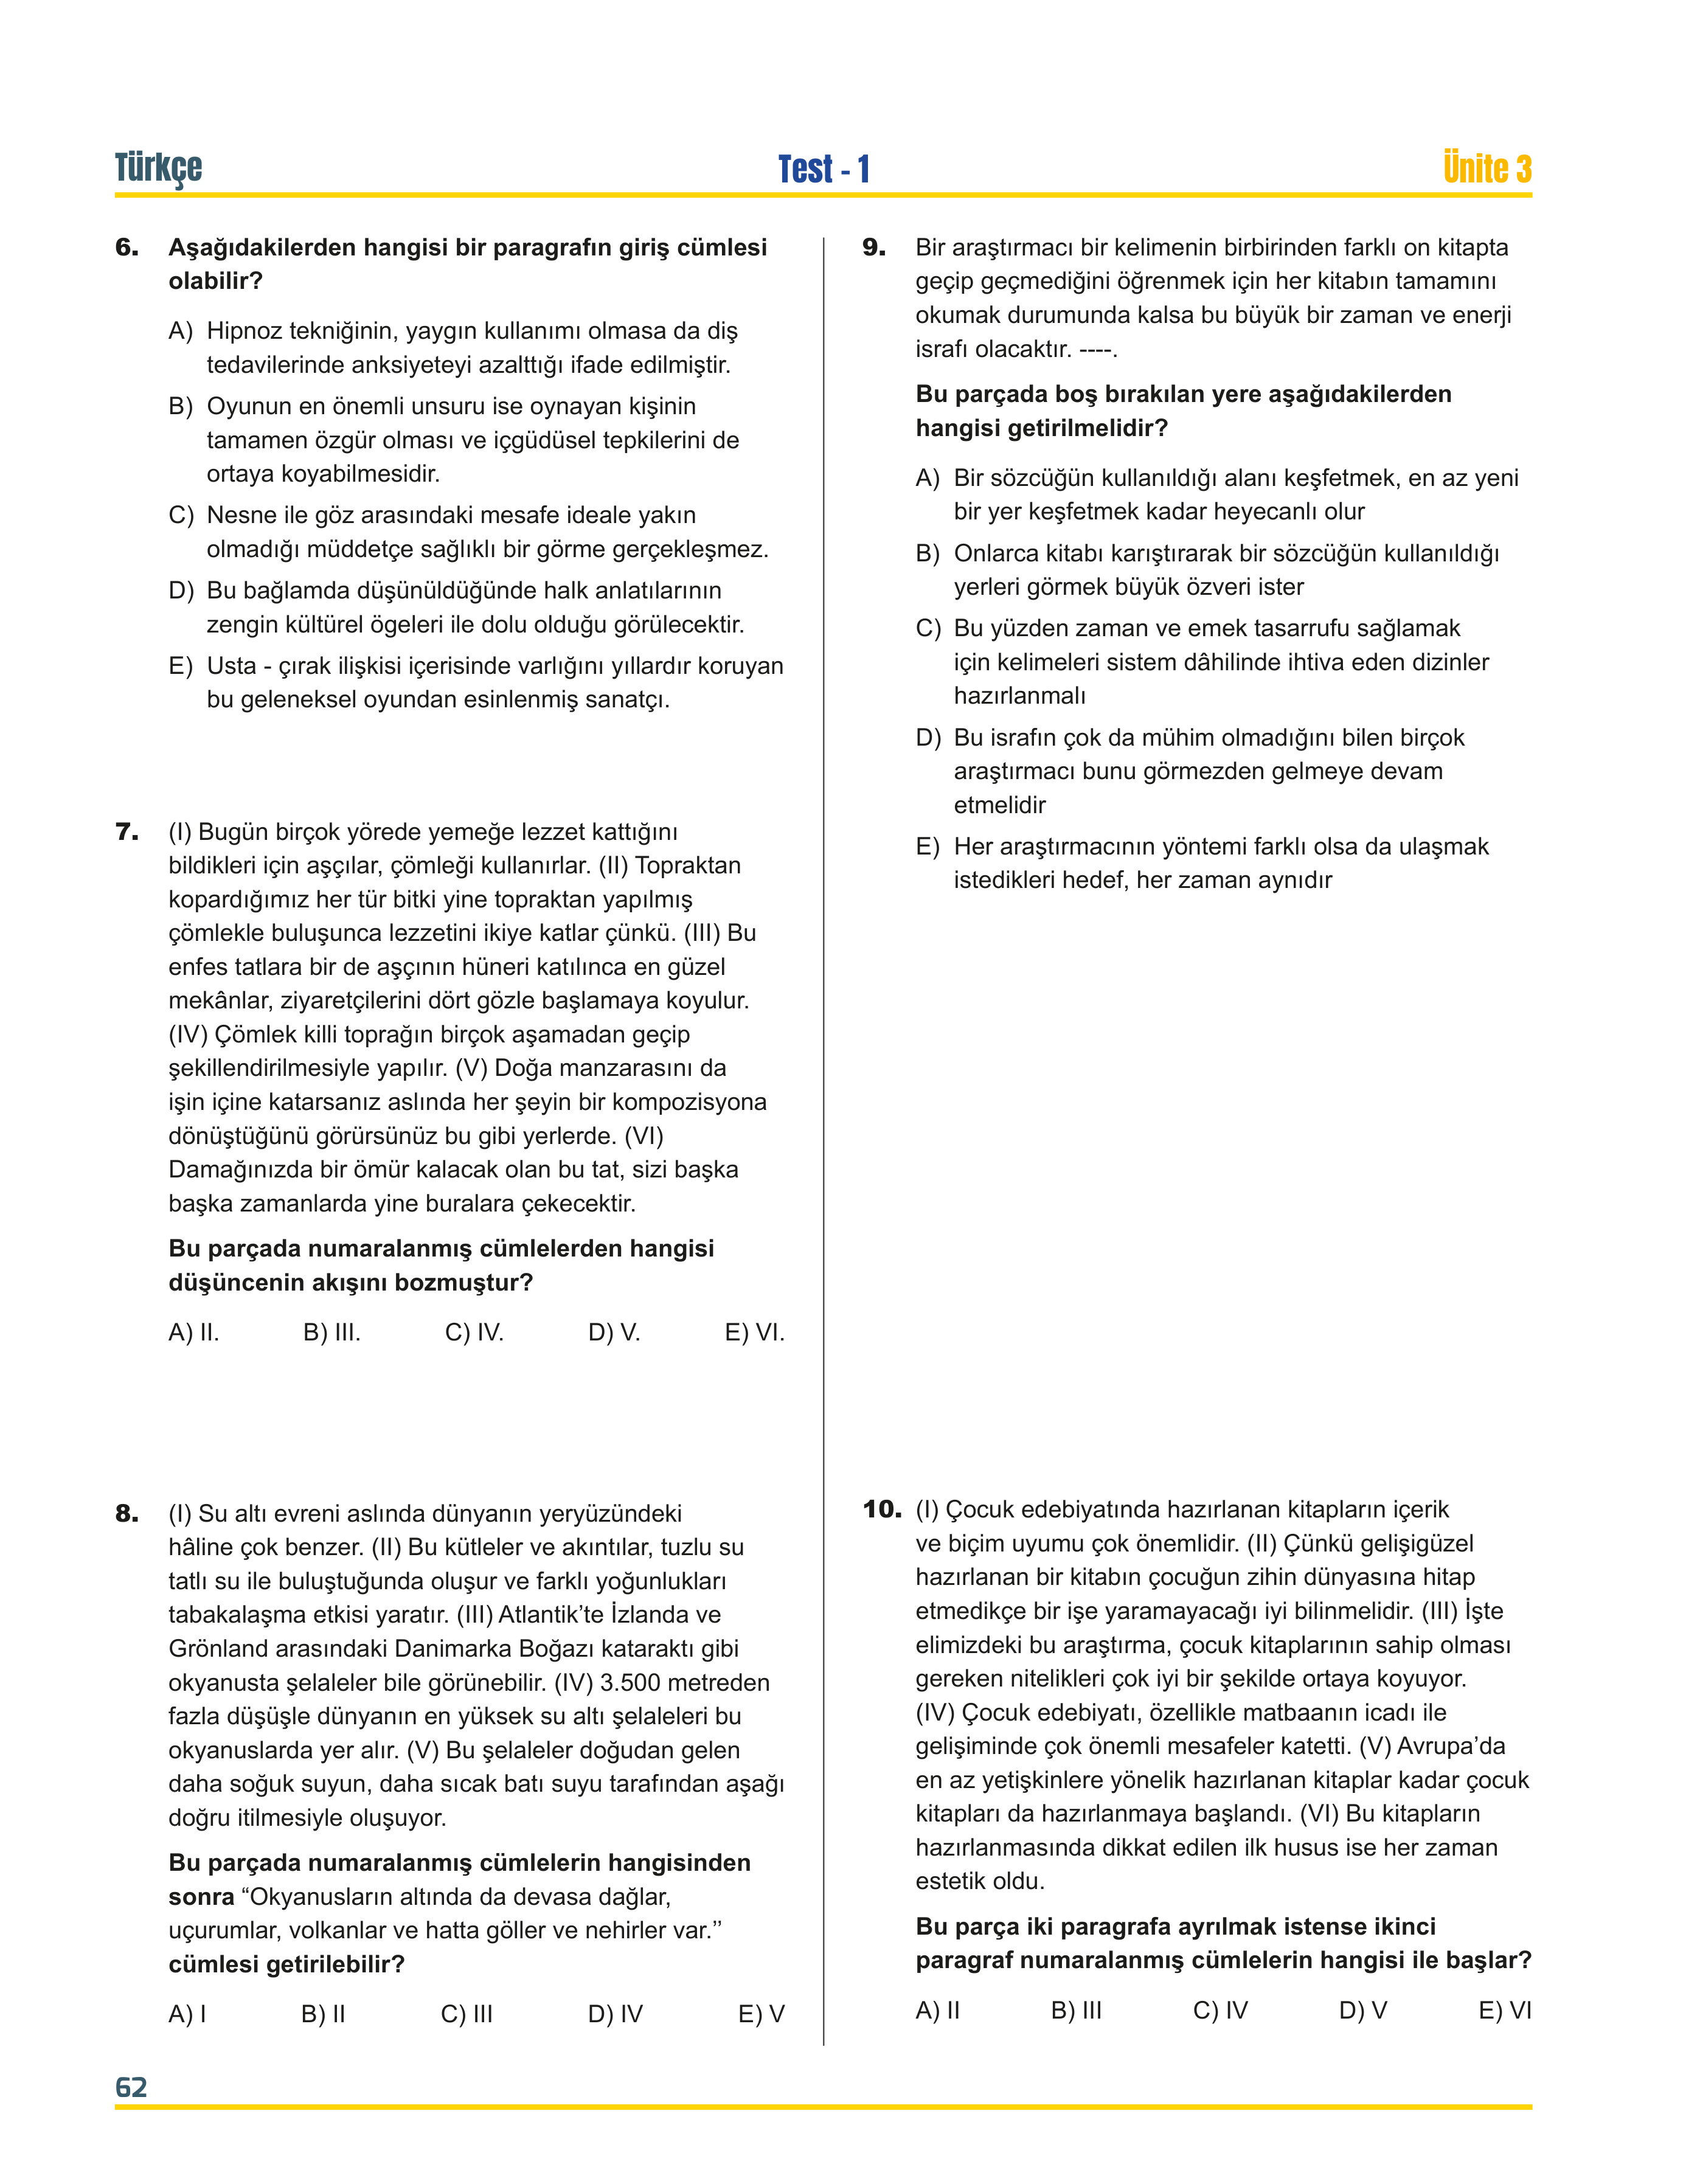 Türkçe
Test - 1
Ünite 3
6. Aşağıdakilerden hangisi bir paragrafın giriş cümlesi
olabilir?
A) Hipnoz tekniğinin, yaygın kullanımı olmasa da diş
tedavilerinde anksiyeteyi azalttığı ifade edilmiştir.
B) Oyunun en önemli unsuru ise oynayan kişinin
tamamen özgür olması ve içgüdüsel tepkilerini de
ortaya koyabilmesidir.
C) Nesne ile göz arasındaki mesafe ideale yakın
olmadığı müddetçe sağlıklı bir görme gerçekleşmez.
D) Bu bağlamda düşünüldüğünde halk anlatılarının
zengin kültürel ögeleri ile dolu olduğu görülecektir.
E) Usta - çırak ilişkisi içerisinde varlığını yıllardır koruyan
bu geleneksel oyundan esinlenmiş sanatçı.
7. (I) Bugün birçok yörede yemeğe lezzet kattığını
bildikleri için aşçılar, çömleği kullanırlar. (II) Topraktan
kopardığımız her tür bitki yine topraktan yapılmış
çömlekle buluşunca lezzetini ikiye katlar çünkü. (III) Bu
enfes tatlara bir de aşçının hüneri katılınca en güzel
mekânlar, ziyaretçilerini dört gözle başlamaya koyulur.
(IV) Çömlek killi toprağın birçok aşamadan geçip
şekillendirilmesiyle yapılır. (V) Doğa manzarasını da
işin içine katarsanız aslında her şeyin bir kompozisyona
dönüştüğünü görürsünüz bu gibi yerlerde. (VI)
Damağınızda bir ömür kalacak olan bu tat, sizi başka
başka zamanlarda yine buralara çekecektir.
Bu parçada numaralanmış cümlelerden hangisi
düşüncenin akışını bozmuştur?
A) II. B) III. C) IV. D) V. E) VI.
8. (I) Su altı evreni aslında dünyanın yeryüzündeki
hâline çok benzer. (II) Bu kütleler ve akıntılar, tuzlu su
tatlı su ile buluştuğunda oluşur ve farklı yoğunlukları
tabakalaşma etkisi yaratır. (III) Atlantik’te İzlanda ve
Grönland arasındaki Danimarka Boğazı kataraktı gibi
okyanusta şelaleler bile görünebilir. (IV) 3.500 metreden
fazla düşüşle dünyanın en yüksek su altı şelaleleri bu
okyanuslarda yer alır. (V) Bu şelaleler doğudan gelen
daha soğuk suyun, daha sıcak batı suyu tarafından aşağı
doğru itilmesiyle oluşuyor.
Bu parçada numaralanmış cümlelerin hangisinden
sonra “Okyanusların altında da devasa dağlar,
uçurumlar, volkanlar ve hatta göller ve nehirler var.’’
cümlesi getirilebilir?
A) I B) II C) III D) IV E) V
9. Bir araştırmacı bir kelimenin birbirinden farklı on kitapta
geçip geçmediğini öğrenmek için her kitabın tamamını
okumak durumunda kalsa bu büyük bir zaman ve enerji
israfı olacaktır. ----.
Bu parçada boş bırakılan yere aşağıdakilerden
hangisi getirilmelidir?
A) Bir sözcüğün kullanıldığı alanı keşfetmek, en az yeni
bir yer keşfetmek kadar heyecanlı olur
B) Onlarca kitabı karıştırarak bir sözcüğün kullanıldığı
yerleri görmek büyük özveri ister
C) Bu yüzden zaman ve emek tasarrufu sağlamak
için kelimeleri sistem dâhilinde ihtiva eden dizinler
hazırlanmalı
D) Bu israfın çok da mühim olmadığını bilen birçok
araştırmacı bunu görmezden gelmeye devam
etmelidir
E) Her araştırmacının yöntemi farklı olsa da ulaşmak
istedikleri hedef, her zaman aynıdır
10. (I) Çocuk edebiyatında hazırlanan kitapların içerik
ve biçim uyumu çok önemlidir. (II) Çünkü gelişigüzel
hazırlanan bir kitabın çocuğun zihin dünyasına hitap
etmedikçe bir işe yaramayacağı iyi bilinmelidir. (III) İşte
elimizdeki bu araştırma, çocuk kitaplarının sahip olması
gereken nitelikleri çok iyi bir şekilde ortaya koyuyor.
(IV) Çocuk edebiyatı, özellikle matbaanın icadı ile
gelişiminde çok önemli mesafeler katetti. (V) Avrupa’da
en az yetişkinlere yönelik hazırlanan kitaplar kadar çocuk
kitapları da hazırlanmaya başlandı. (VI) Bu kitapların
hazırlanmasında dikkat edilen ilk husus ise her zaman
estetik oldu.
Bu parça iki paragrafa ayrılmak istense ikinci
paragraf numaralanmış cümlelerin hangisi ile başlar?
A) II B) III C) IV D) V E) VI
62